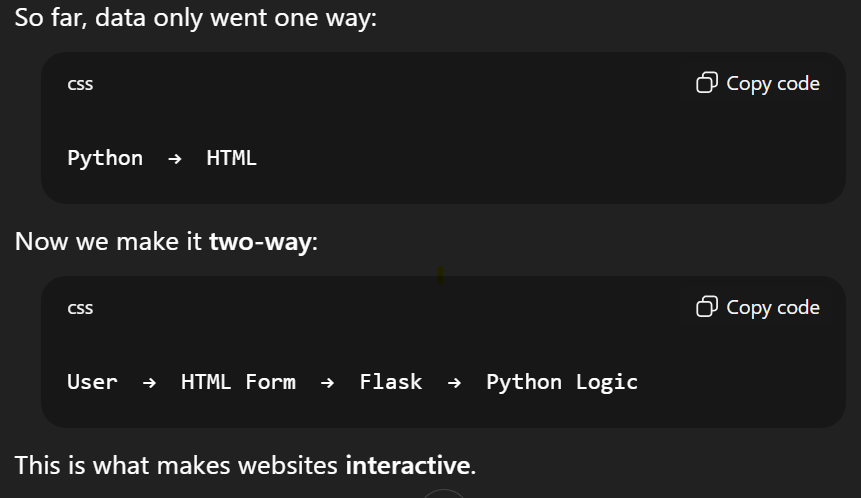 So far, data only went one way:
css Copy code
Python → HTML
Now we make it two-way:
css Copy code
User → HTML Form → Flask → Python Logic
This is what makes websites interactive.